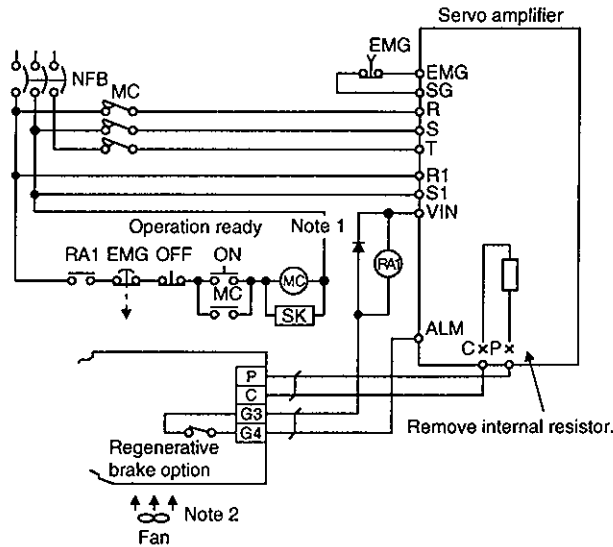 Servo amplifier
EMG
NFB
MC
EMG
SG
R
S
T
R1
S1
VIN
Operation ready
Note 1
RA1 EMG OFF ON
MC
MC
SK
RA1
ALM
C P
P
C
G3
G4
Remove internal resistor.
Regenerative
brake option
Note 2
Fan